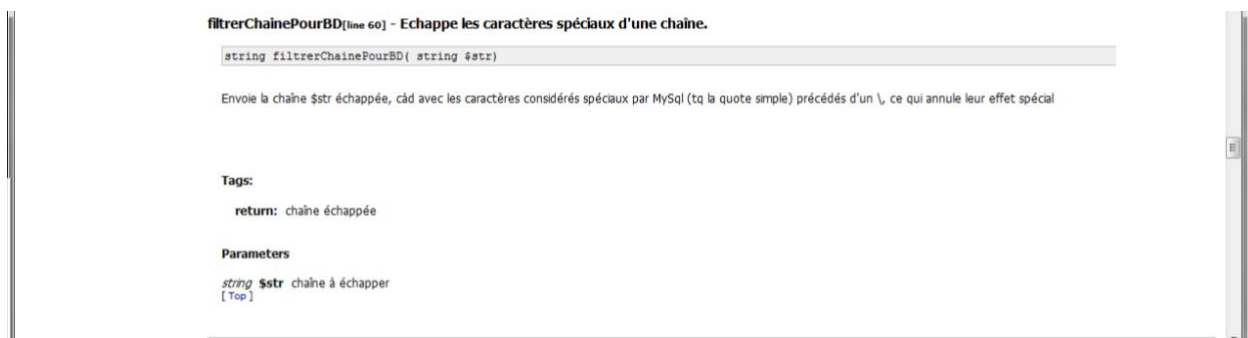 filtrerChainePourBD[line 60] - Echappe les caractères spéciaux d'une chaîne.
string filtrerChainePourBD( string $str)
Envoie la chaîne $str échappée, càd avec les caractères considérés spéciaux par MySql (tq la quote simple) précédés d'un \, ce qui annule leur effet spécial
Tags:
return: chaîne échappée
Parameters
string $str chaîne à échapper
[ Top ]